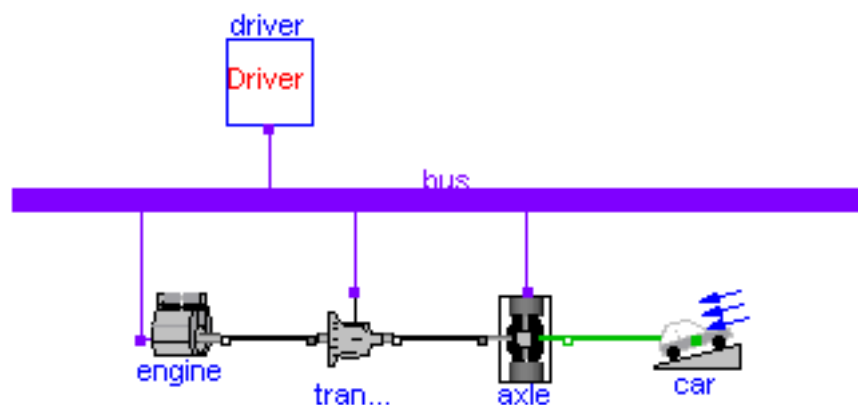 driver
Driver
bus
engine
tran...
axle
car